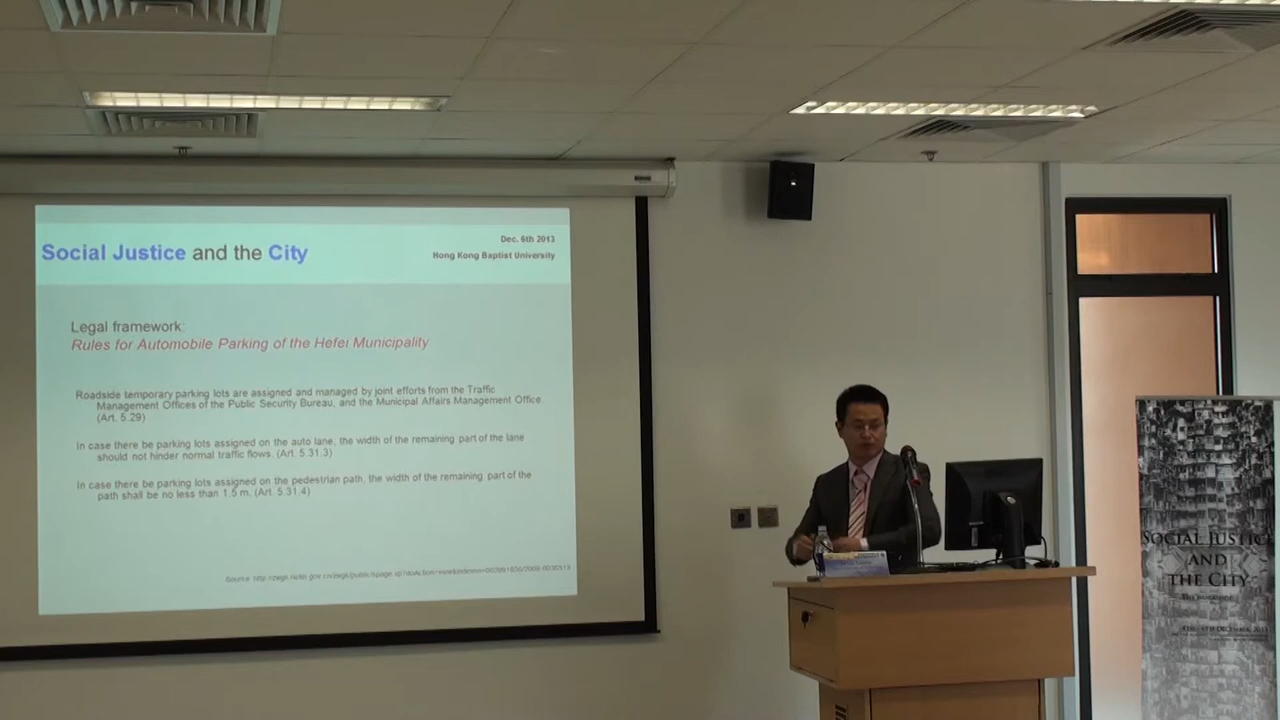 Social Justice and the City
Dec. 6th 2013
Hong Kong Baptist University
Legal framework:
Rules for Automobile Parking of the Hefei Municipality
Roadside temporary parking lots are assigned and managed by joint efforts from the Traffic
Management Offices of the Public Security Bureau, and the Municipal Affairs Management Office.
(Art. 5.29)
In case there be parking lots assigned on the auto lane, the width of the remaining part of the lane
should not hinder normal traffic flows. (Art. 5.31.3)
In case there be parking lots assigned on the pedestrian path, the width of the remaining part of the
path shall be no less than 1.5 m. (Art. 5.31.4)
Source:
Social Justice
and
the City